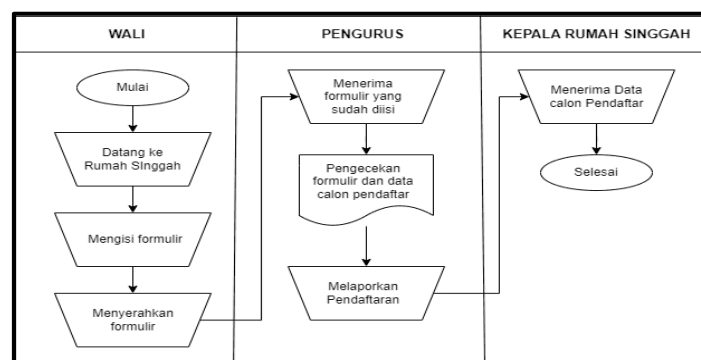 WALI
PENGURUS
KEPALA RUMAH SINGGAH
Mulai
Datang ke
Rumah SInggah
Mengisi formulir
Menyerahkan
formulir
Menerima
formulir yang
sudah diisi
Pengecekan
formulir dan data
calon pendaftar
Melaporkan
Pendaftaran
Menerima Data
calon Pendaftar
Selesai